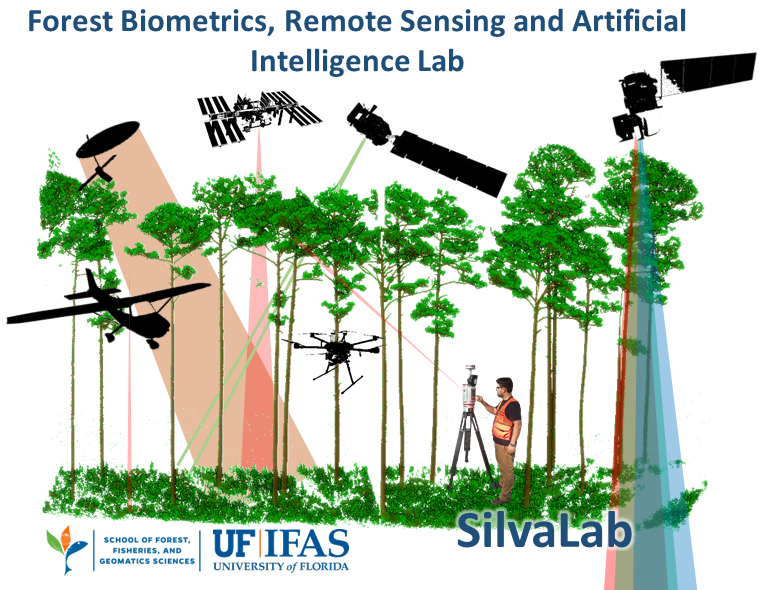 Forest Biometrics, Remote Sensing and Artificial
Intelligence Lab
SilvaLab
SCHOOL OF FOREST,
FISHERIES, AND
GEOMATICS SCIENCES
UF|IFAS
UNIVERSITY of FLORIDA